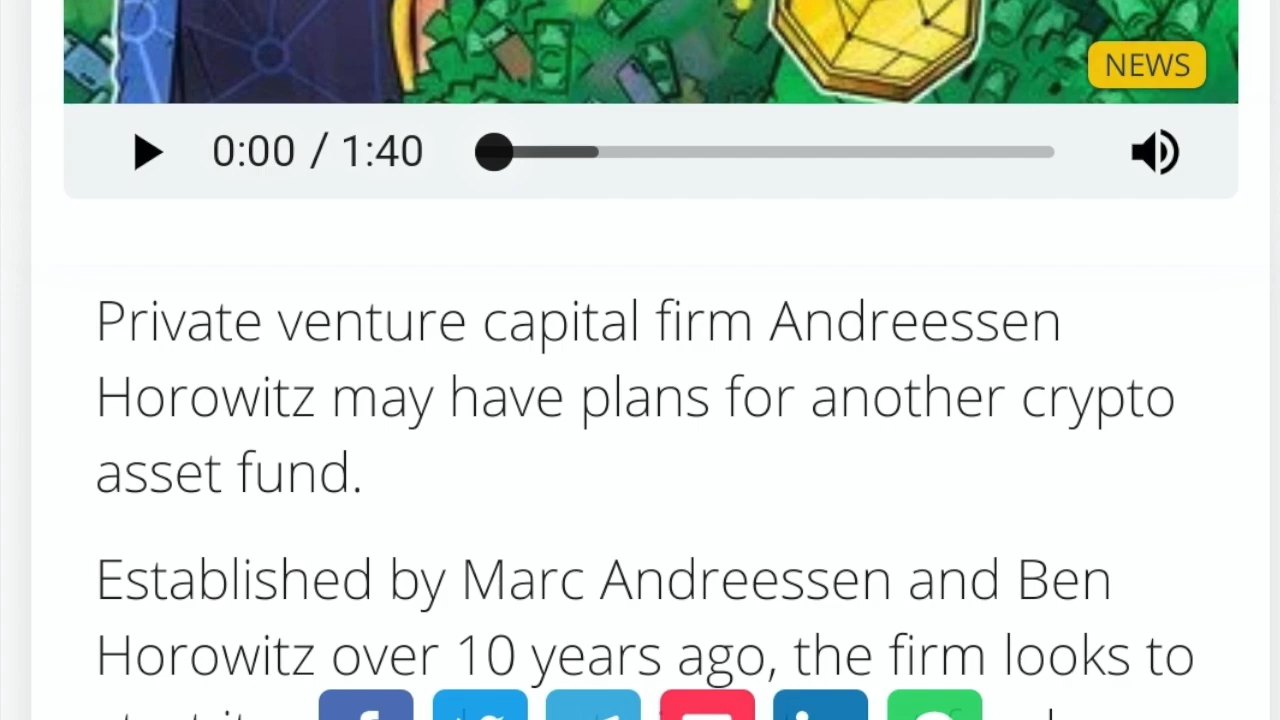 NEWS
0:00 / 1:40
Private venture capital firm Andreessen
Horowitz may have plans for another crypto
asset fund.
Established by Marc Andreessen and Ben
Horowitz over 10 years ago, the firm looks to